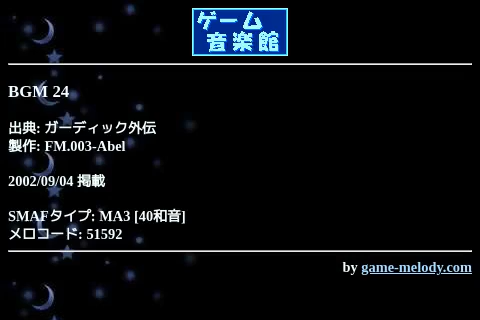 ゲーム
音楽館
BGM 24
出典: ガーディック外伝
製作: FM.003-Abel
2002/09/04 掲載
SMAFタイプ: MA3 [40和音]
メロコード: 51592
by game-melody.com